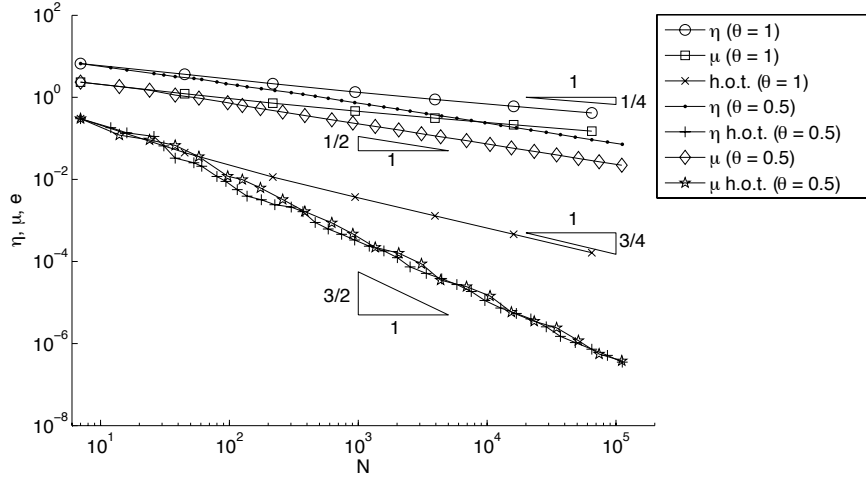 10^2
10^0
10^-2
10^-4
10^-6
10^-8
η, μ, e
10^1
10^2
10^3
10^4
10^5
N
1
1/4
1/2
1
1
3/4
3/2
1
η (θ = 1)
μ (θ = 1)
h.o.t. (θ = 1)
η (θ = 0.5)
η h.o.t. (θ = 0.5)
μ (θ = 0.5)
μ h.o.t. (θ = 0.5)